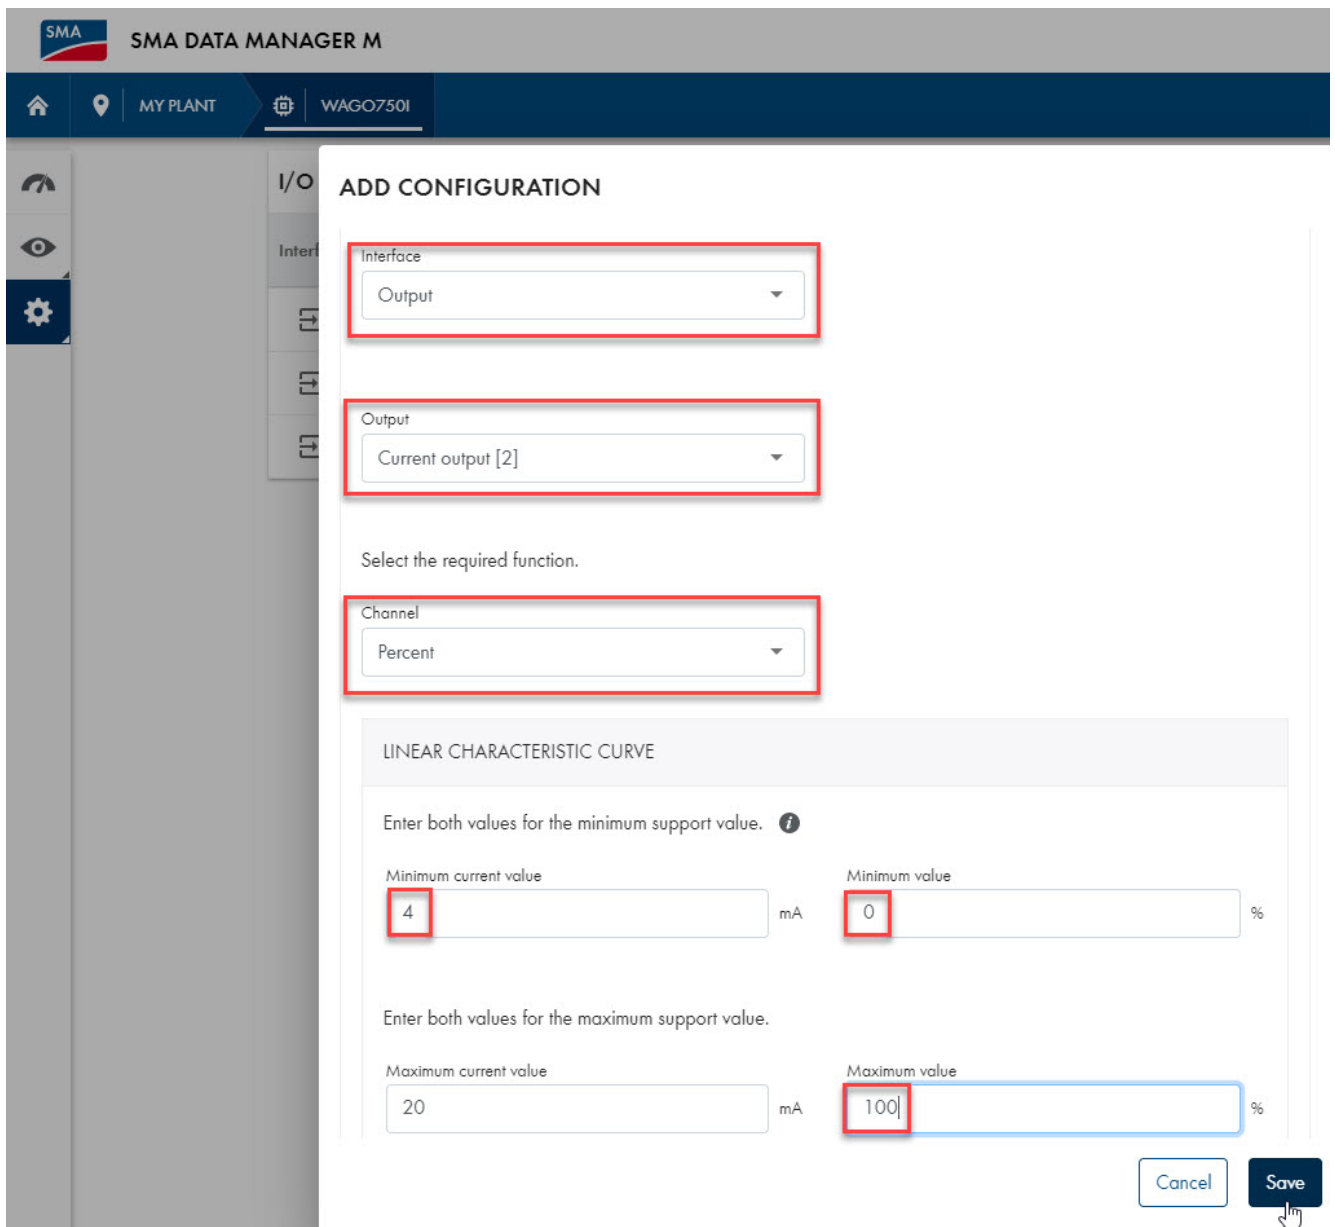 SMA
SMA DATA MANAGER M
MY PLANT
WAGO750I
I/O
ADD CONFIGURATION
Interface
Output
Output
Current output [2]
Select the required function.
Channel
Percent
LINEAR CHARACTERISTIC CURVE
Enter both values for the minimum support value. i
Minimum current value
Minimum value
4 mA
0 %
Enter both values for the maximum support value.
Maximum current value
Maximum value
20 mA
100 %
Cancel
Save